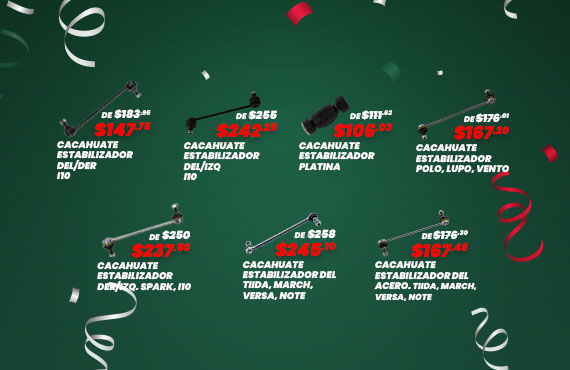 DE $183.96
$147.75
CACAHUATE
ESTABILIZADOR
DEL/DER
I10
DE $255
$242.25
CACAHUATE
ESTABILIZADOR
DEL/IZQ
I10
DE $111.62
$106.03
CACAHUATE
ESTABILIZADOR
PLATINA
DE $176.01
$167.20
CACAHUATE
ESTABILIZADOR
POLO, LUPO, VENTO
DE $250
$237.50
CACAHUATE
ESTABILIZADOR
DER/IZQ. SPARK, I10
DE $258
$245.10
CACAHUATE
ESTABILIZADOR DEL
TIIDA, MARCH,
VERSA, NOTE
DE $176.30
$167.48
CACAHUATE
ESTABILIZADOR DEL
ACERO. TIIDA, MARCH,
VERSA, NOTE